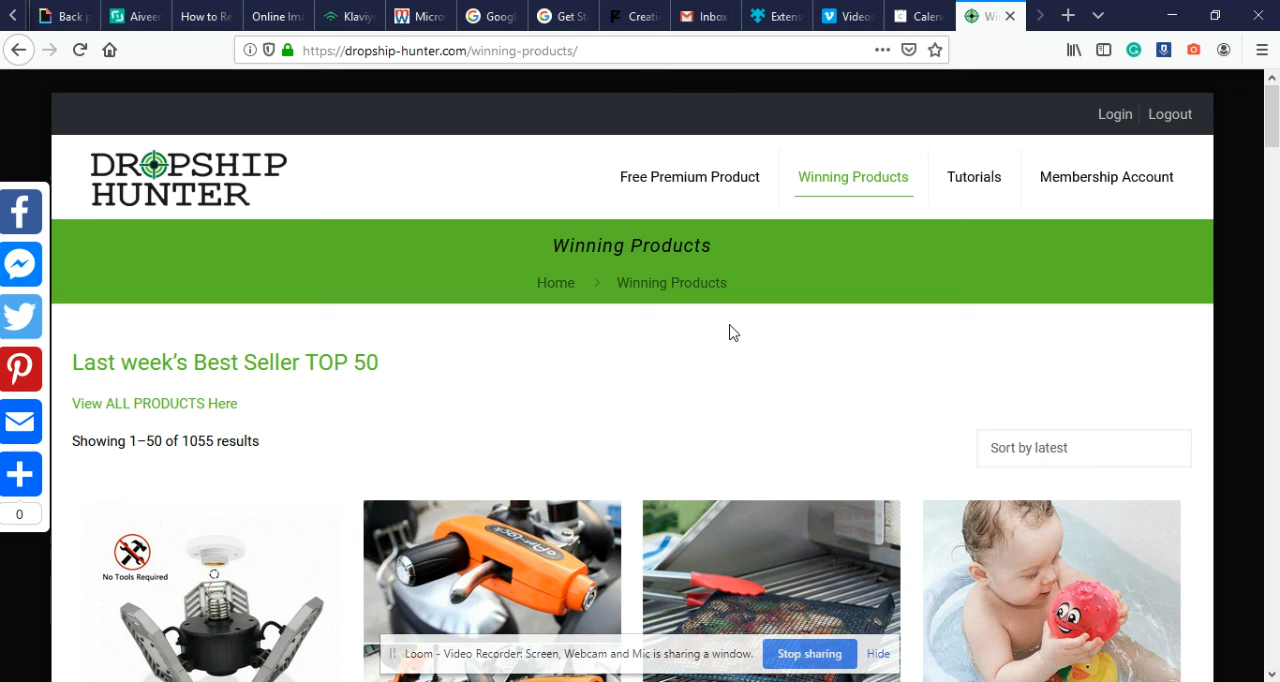 Back
Aivee
How to Re
Online Ima
Klaviy
Micro
Googl
Get St
Creati
Inbox
Extens
Videos
Calen
Wi
https://dropship-hunter.com/winning-products/
Login Logout
DROPSHIP
HUNTER
Free Premium Product
Winning Products
Tutorials
Membership Account
Winning Products
Home > Winning Products
Last week's Best Seller TOP 50
View ALL PRODUCTS Here
Showing 1–50 of 1055 results
Sort by latest
No Tools Required
0
Loom - Video Recorder: Screen, Webcam and Mic is sharing a window.
Stop sharing
Hide